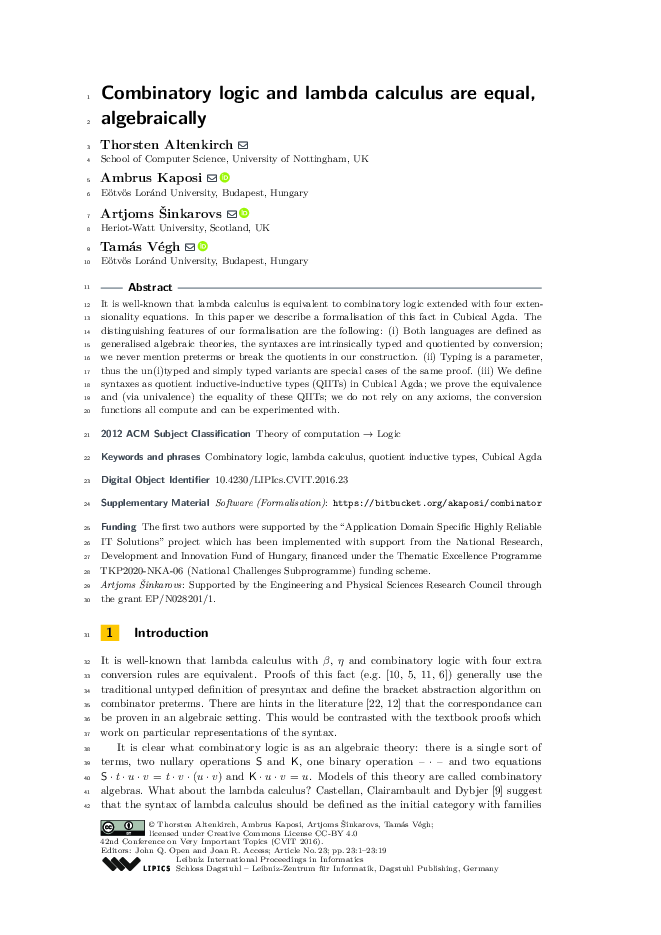 1 Combinatory logic and lambda calculus are equal,
2 algebraically
3 Thorsten Altenkirch
4 School of Computer Science, University of Nottingham, UK
5 Ambrus Kaposi
6 Eötvös Loránd University, Budapest, Hungary
7 Artjoms Šinkarovs
8 Heriot-Watt University, Scotland, UK
9 Tamás Végh
10 Eötvös Loránd University, Budapest, Hungary
11 Abstract
12 It is well-known that lambda calculus is equivalent to combinatory logic extended with four exten-
13 sionality equations. In this paper we describe a formalisation of this fact in Cubical Agda. The
14 distinguishing features of our formalisation are the following: (i) Both languages are defined as
15 generalised algebraic theories, the syntaxes are intrinsically typed and quotiented by conversion;
16 we never mention preterms or break the quotients in our construction. (ii) Typing is a parameter,
17 thus the un(i)typed and simply typed variants are special cases of the same proof. (iii) We define
18 syntaxes as quotient inductive-inductive types (QIITs) in Cubical Agda; we prove the equivalence
19 and (via univalence) the equality of these QIITs; we do not rely on any axioms, the conversion
20 functions all compute and can be experimented with.
21 2012 ACM Subject Classification Theory of computation → Logic
22 Keywords and phrases Combinatory logic, lambda calculus, quotient inductive types, Cubical Agda
23 Digital Object Identifier 10.4230/LIPIcs.CVIT.2016.23
24 Supplementary Material Software (Formalisation): https://bitbucket.org/akaposi/combinator
25 Funding The first two authors were supported by the “Application Domain Specific Highly Reliable
26 IT Solutions” project which has been implemented with support from the National Research,
27 Development and Innovation Fund of Hungary, financed under the Thematic Excellence Programme
28 TKP2020-NKA-06 (National Challenges Subprogramme) funding scheme.
29 Artjoms Šinkarovs: Supported by the Engineering and Physical Sciences Research Council through
30 the grant EP/N028201/1.
31 1 Introduction
32 It is well-known that lambda calculus with β, η and combinatory logic with four extra
33 conversion rules are equivalent. Proofs of this fact (e.g. [10, 5, 11, 6]) generally use the
34 traditional untyped definition of presyntax and define the bracket abstraction algorithm on
35 combinator preterms. There are hints in the literature [22, 12] that the correspondance can
36 be proven in an algebraic setting. This would be contrasted with the textbook proofs which
37 work on particular representations of the syntax.
38 It is clear what combinatory logic is as an algebraic theory: there is a single sort of
39 terms, two nullary operations S and K, one binary operation – · – and two equations
40 S · t · u · v = t · v · (u · v) and K · u · v = u. Models of this theory are called combinatory
41 algebras. What about the lambda calculus? Castellan, Clairambault and Dybjer [9] suggest
42 that the syntax of lambda calculus should be defined as the initial category with families
© Thorsten Altenkirch, Ambrus Kaposi, Artjoms Šinkarovs, Tamás Végh;
licensed under Creative Commons License CC-BY 4.0
42nd Conference on Very Important Topics (CVIT 2016).
Editors: John Q. Open and Joan R. Access; Article No. 23; pp. 23:1–23:19
Leibniz International Proceedings in Informatics
LIPICS Schloss Dagstuhl – Leibniz-Zentrum für Informatik, Dagstuhl Publishing, Germany